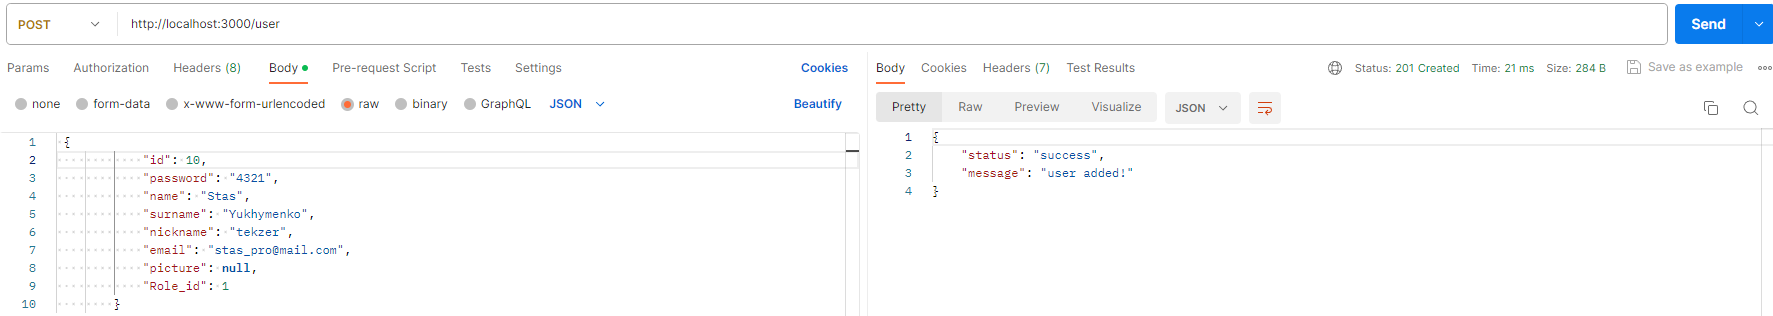 POST http://localhost:3000/user Send
Params Authorization Headers (8) Body Pre-request Script Tests Settings Cookies
none form-data x-www-form-urlencoded raw binary GraphQL JSON Beautify
1 {
2 "id": 10,
3 "password": "4321",
4 "name": "Stas",
5 "surname": "Yukhymenko",
6 "nickname": "tekzer",
7 "email": "stas_pro@mail.com",
8 "picture": null,
9 "Role_id": 1
10 }
Body Cookies Headers (7) Test Results Status: 201 Created Time: 21 ms Size: 284 B Save as example
Pretty Raw Preview Visualize JSON
1 {
2 "status": "success",
3 "message": "user added!"
4 }